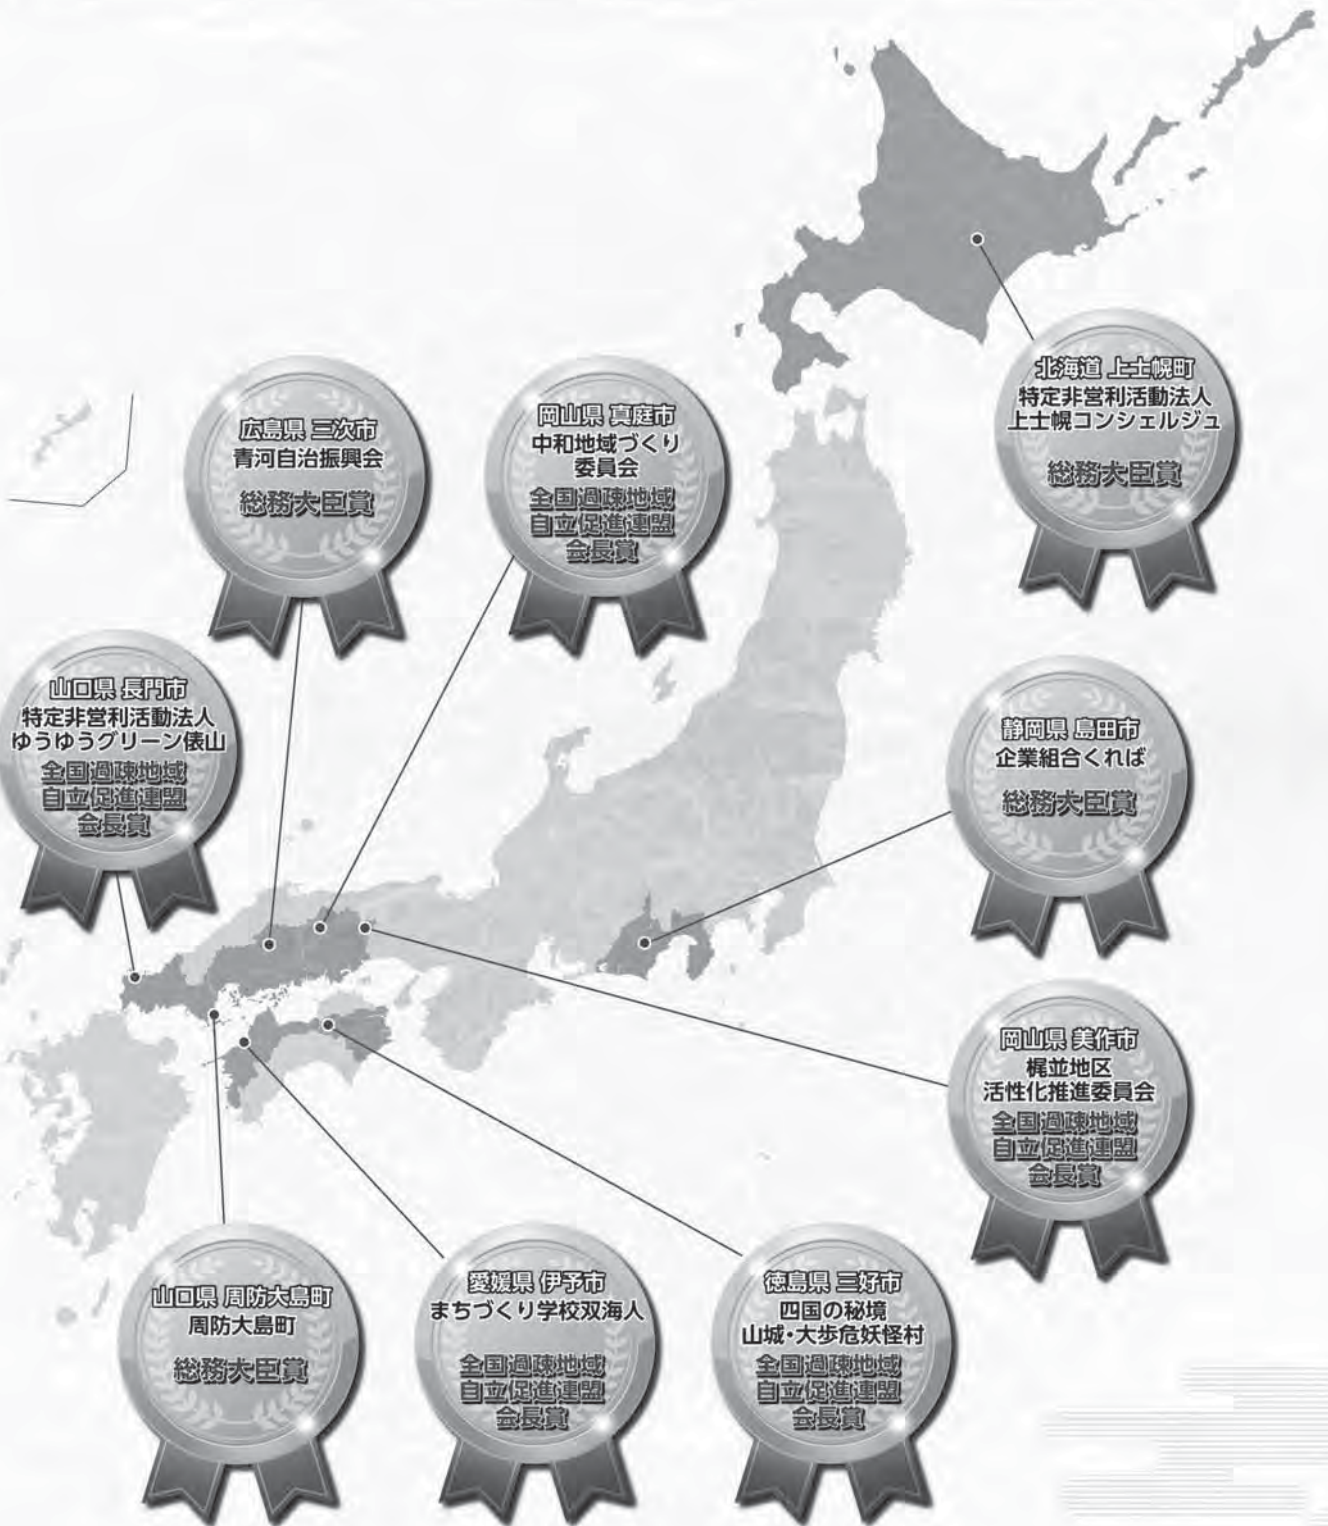 北海道 上士幌町
特定非営利活動法人
上士幌コンシェルジュ
総務大臣賞
広島県 三次市
青河自治振興会
総務大臣賞
岡山県 真庭市
中和地域づくり
委員会
全国過疎地域
自立促進連盟
会長賞
山口県 長門市
特定非営利活動法人
ゆうゆうグリーン俵山
全国過疎地域
自立促進連盟
会長賞
静岡県 島田市
企業組合くれば
総務大臣賞
岡山県 美作市
梶並地区
活性化推進委員会
全国過疎地域
自立促進連盟
会長賞
山口県 周防大島町
周防大島町
総務大臣賞
愛媛県 伊予市
まちづくり学校双海人
全国過疎地域
自立促進連盟
会長賞
徳島県 三好市
四国の秘境
山城・大歩危妖怪村
全国過疎地域
自立促進連盟
会長賞